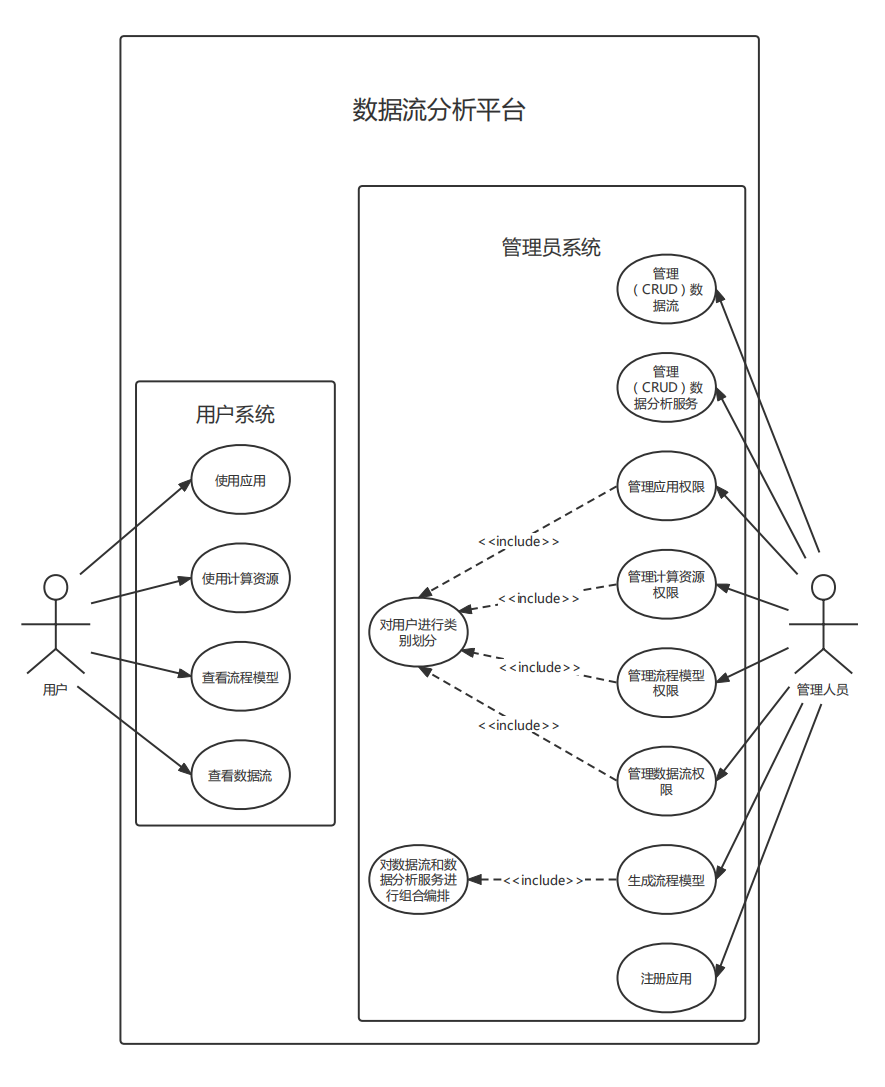 数据流分析平台
管理员系统
管理
（CRUD）数
据流
管理
（CRUD）数
据分析服务
用户系统
使用应用
管理应用权限
<<include>>
使用计算资源
管理计算资源
权限
<<include>>
对用户进行类
别划分
<<include>>
查看流程模型
管理流程模型
权限
用户
管理人员
<<include>>
查看数据流
管理数据流权
限
对数据流和数
据分析服务进
行组合编排
<<include>>
生成流程模型
注册应用